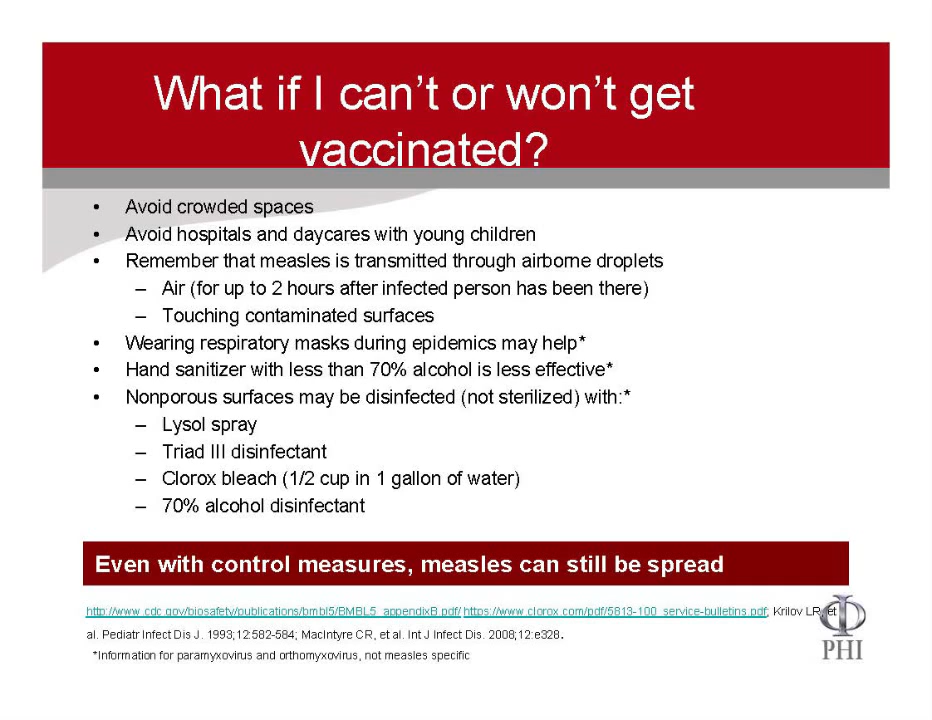 What if I can't or won't get
vaccinated?
• Avoid crowded spaces
• Avoid hospitals and daycares with young children
• Remember that measles is transmitted through airborne droplets
– Air (for up to 2 hours after infected person has been there)
– Touching contaminated surfaces
• Wearing respiratory masks during epidemics may help*
• Hand sanitizer with less than 70% alcohol is less effective*
• Nonporous surfaces may be disinfected (not sterilized) with:*
– Lysol spray
– Triad III disinfectant
– Clorox bleach (1/2 cup in 1 gallon of water)
– 70% alcohol disinfectant
Even with control measures, measles can still be spread
http://www.cdc.gov/biosafety/publications/bmbl5/BMBL5_appendixB.pdf/ https://www.clorox.com/pdf/5813-100_service-bulletins.pdf; Krilov LR, et
al. Pediatr Infect Dis J. 1993;12:582-584; MacIntyre CR, et al. Int J Infect Dis. 2008;12:e328.
*Information for paramyxovirus and orthomyxovirus, not measles specific
PHI